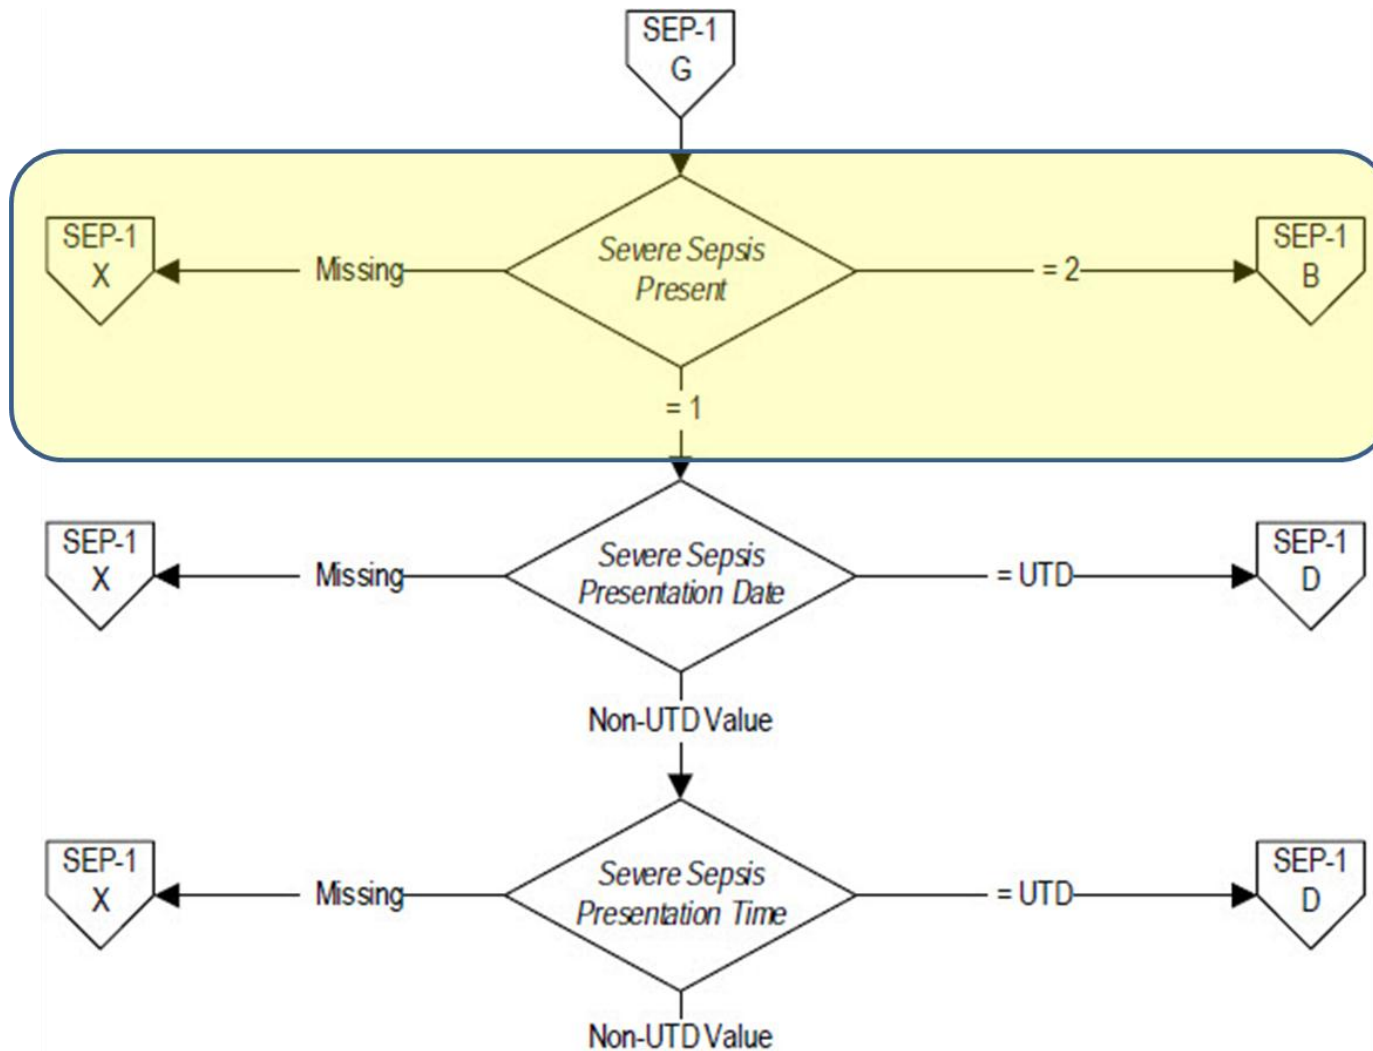 SEP-1
G
SEP-1
X
Missing
Severe Sepsis
Present
= 2
SEP-1
B
= 1
SEP-1
X
Missing
Severe Sepsis
Presentation Date
= UTD
SEP-1
D
Non-UTD Value
SEP-1
X
Missing
Severe Sepsis
Presentation Time
= UTD
SEP-1
D
Non-UTD Value